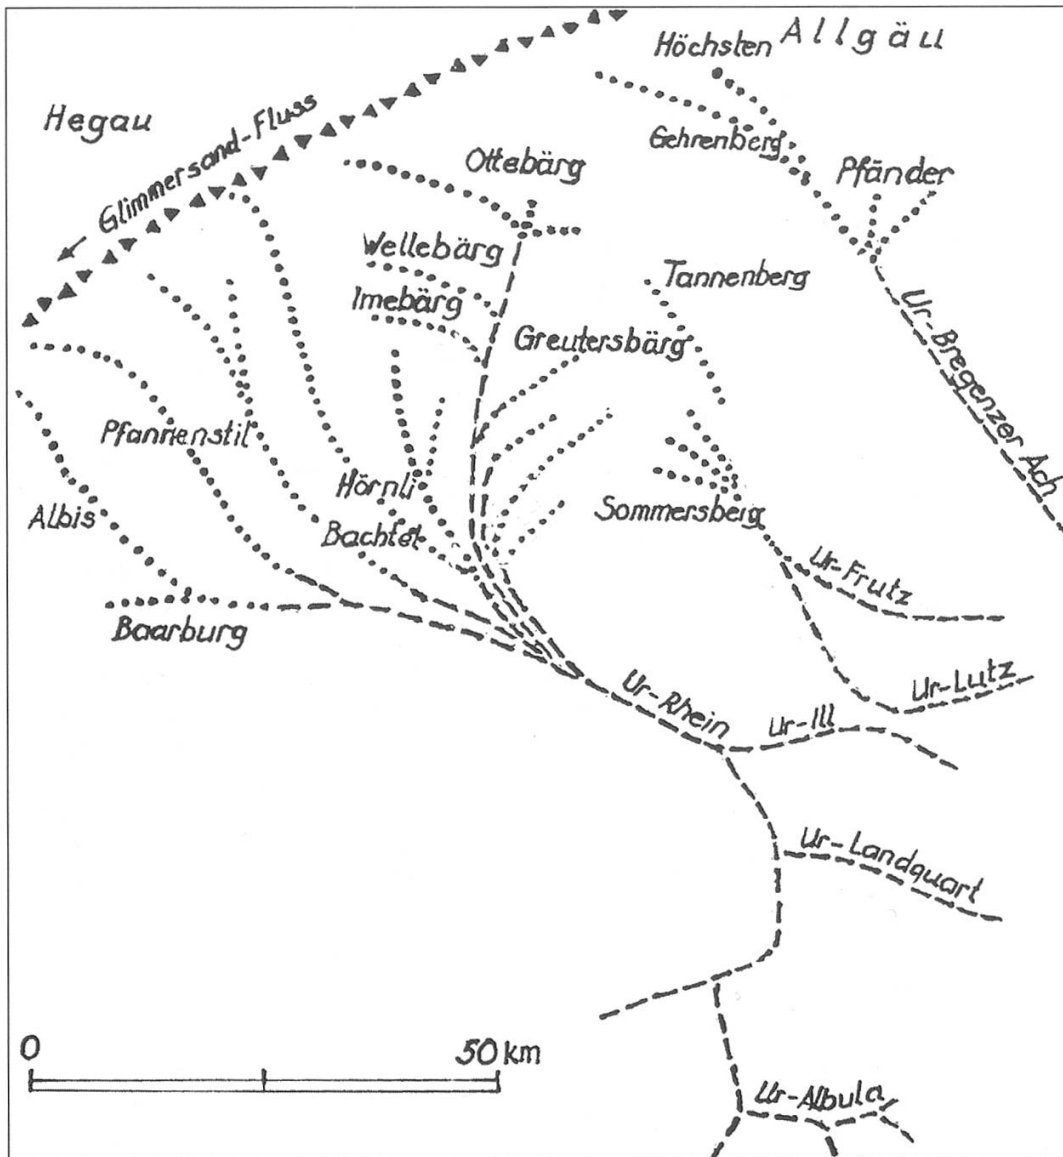 Höchsten
Allgäu
Hegau
Glimmersand-Fluss
Gehrenberg
Ottebärg
Pfänder
Wellebärg
Imebärg
Tannenberg
Greutersbärg
Ur-Bregenzer Ach
Pfannenstil
Hörnli
Albis
Bachtel
Sommersberg
Ur-Frutz
Baarburg
Ur-Lutz
Ur-Rhein
Ur-Ill
Ur-Landquart
0
50 km
Ur-Albula